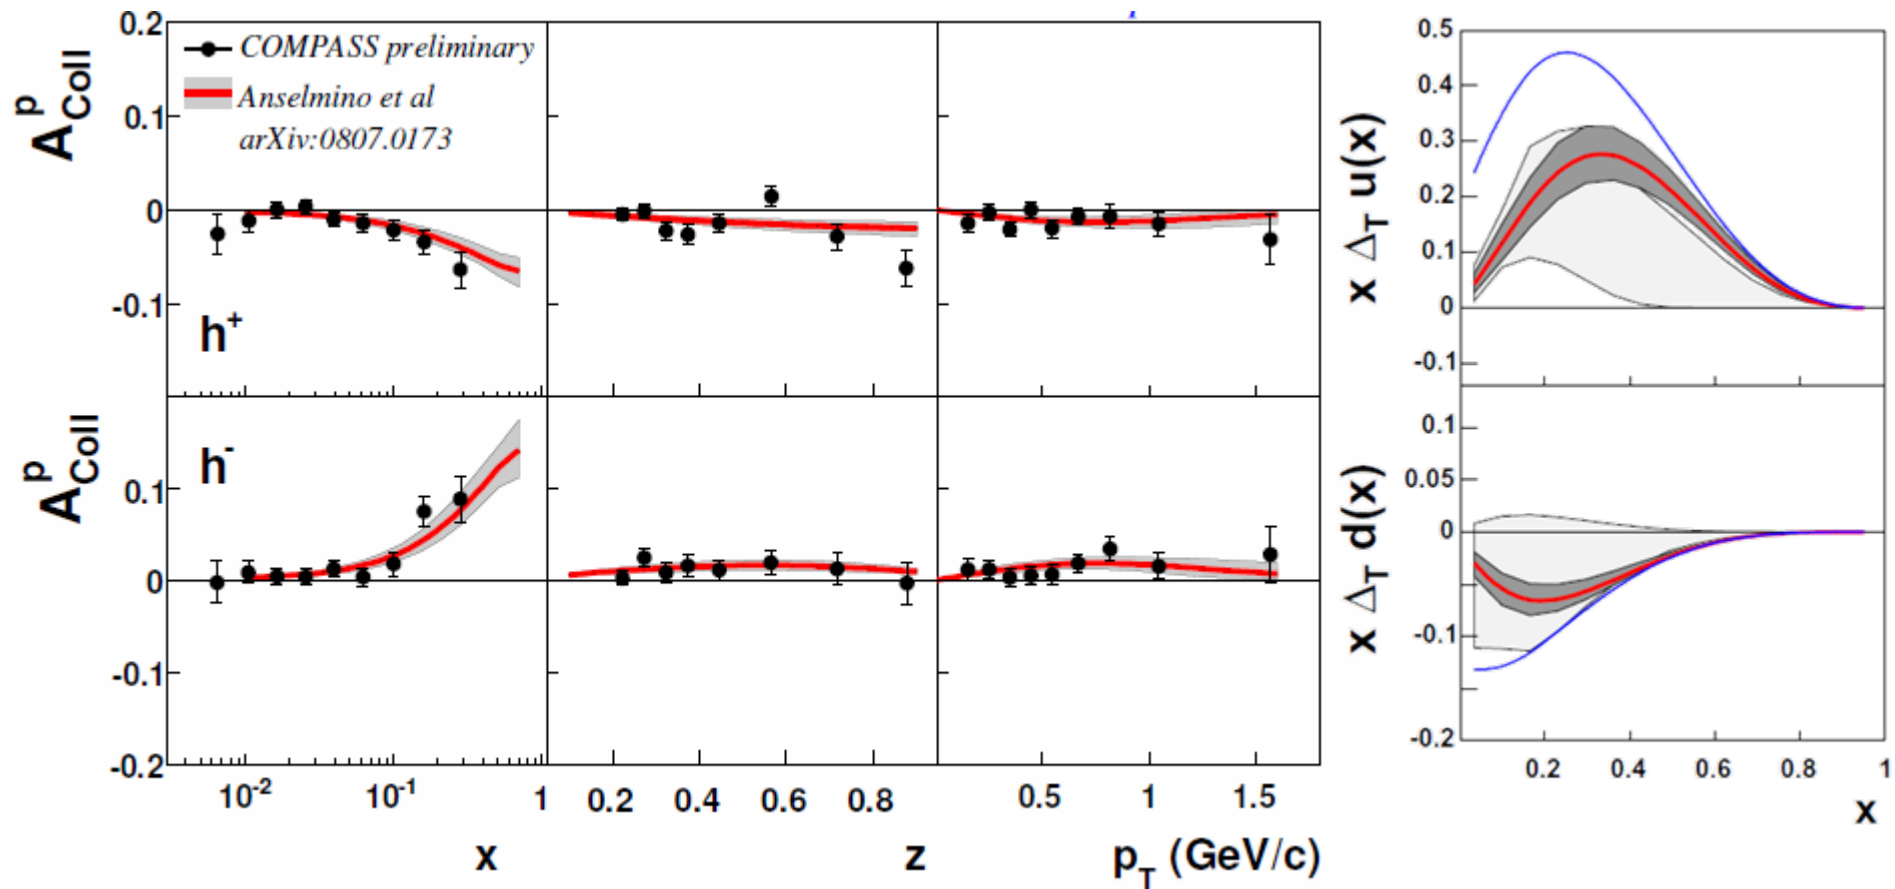 0.2
COMPASS preliminary
Anselmino et al
arXiv:0807.0173
A^p_Coll
0.1
0
-0.1
h^+
A^p_Coll
h^-
0.1
0
-0.1
-0.2
10^-2 10^-1 1
0.2 0.4 0.6 0.8
0.5 1 1.5
x
z
p_T (GeV/c)
0.5
0.4
0.3
0.2
0.1
0
-0.1
x Δ_T u(x)
0.1
0.05
0
-0.1
-0.2
x Δ_T d(x)
0.2 0.4 0.6 0.8 1
x